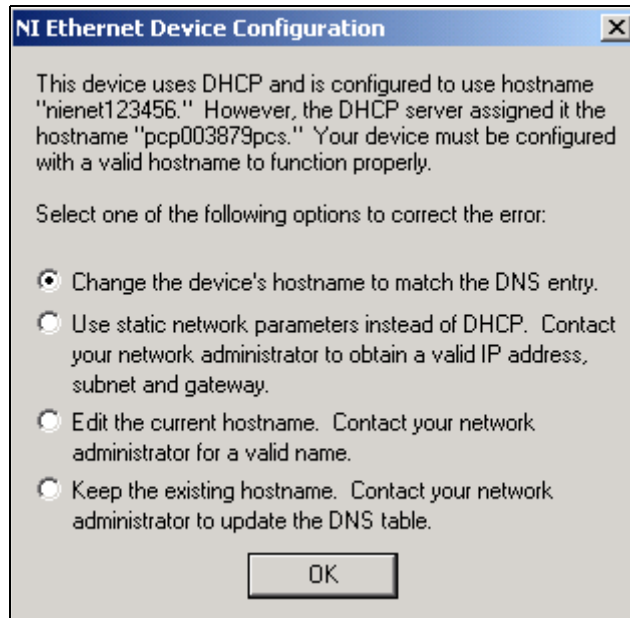 NI Ethernet Device Configuration
This device uses DHCP and is configured to use hostname
"nienet123456."  However, the DHCP server assigned it the
hostname "pcp003879pcs."  Your device must be configured
with a valid hostname to function properly.
Select one of the following options to correct the error:
Change the device's hostname to match the DNS entry.
Use static network parameters instead of DHCP.  Contact
your network administrator to obtain a valid IP address,
subnet and gateway.
Edit the current hostname.  Contact your network
administrator for a valid name.
Keep the existing hostname.  Contact your network
administrator to update the DNS table.
OK